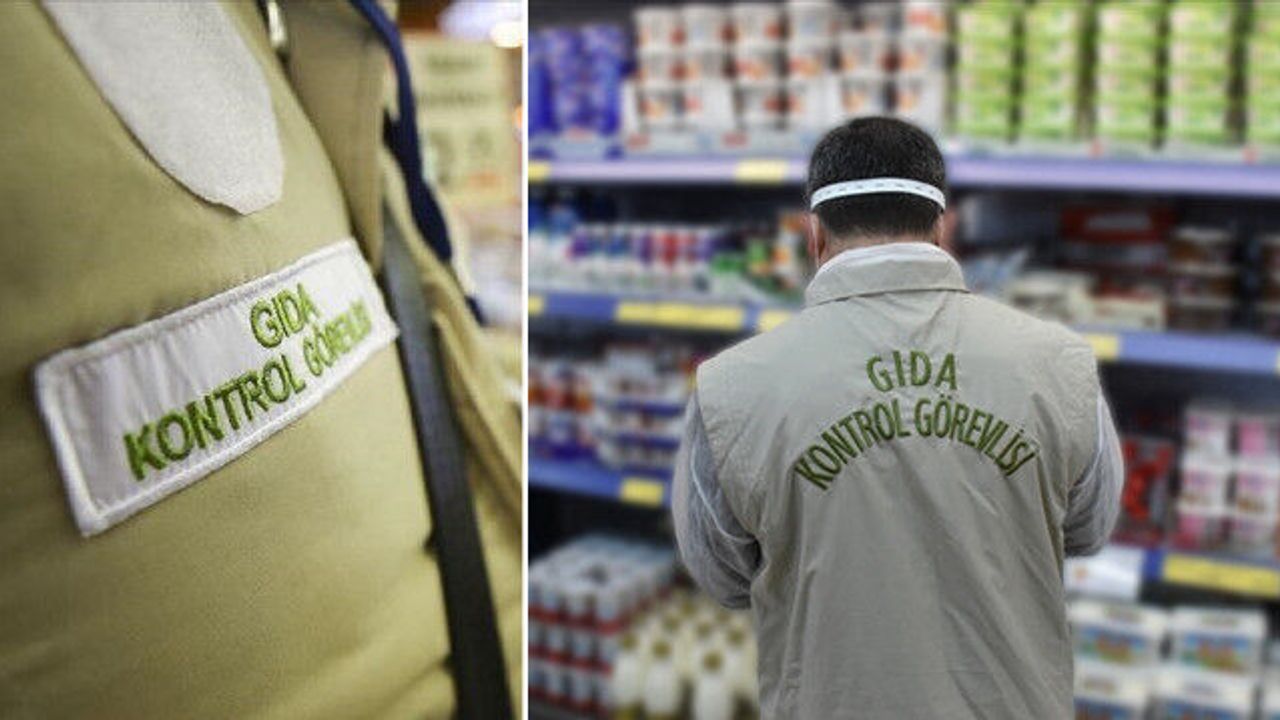 GIDA
KONTROL GÖREVLİSİ
GIDA
KONTROL GÖREVLİSİ